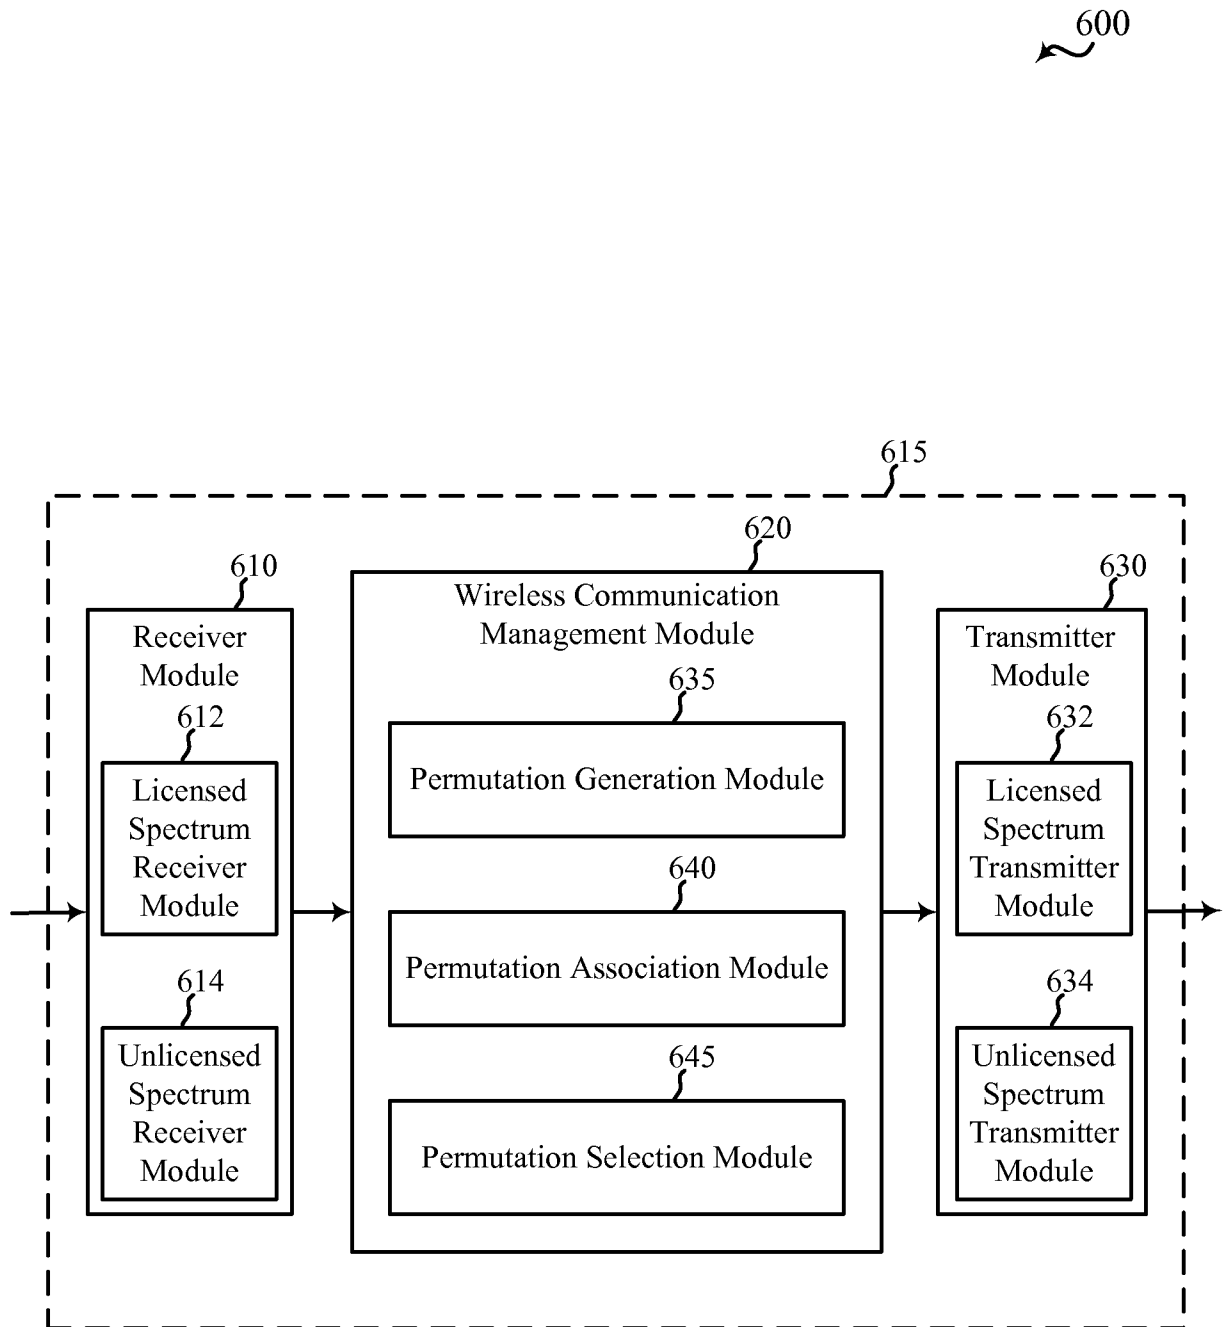 600
615
620
610
630
Wireless Communication
Management Module
Receiver
Module
Transmitter
Module
635
612
632
Permutation Generation Module
Licensed
Spectrum
Receiver
Module
Licensed
Spectrum
Transmitter
Module
640
Permutation Association Module
614
634
645
Unlicensed
Spectrum
Receiver
Module
Permutation Selection Module
Unlicensed
Spectrum
Transmitter
Module